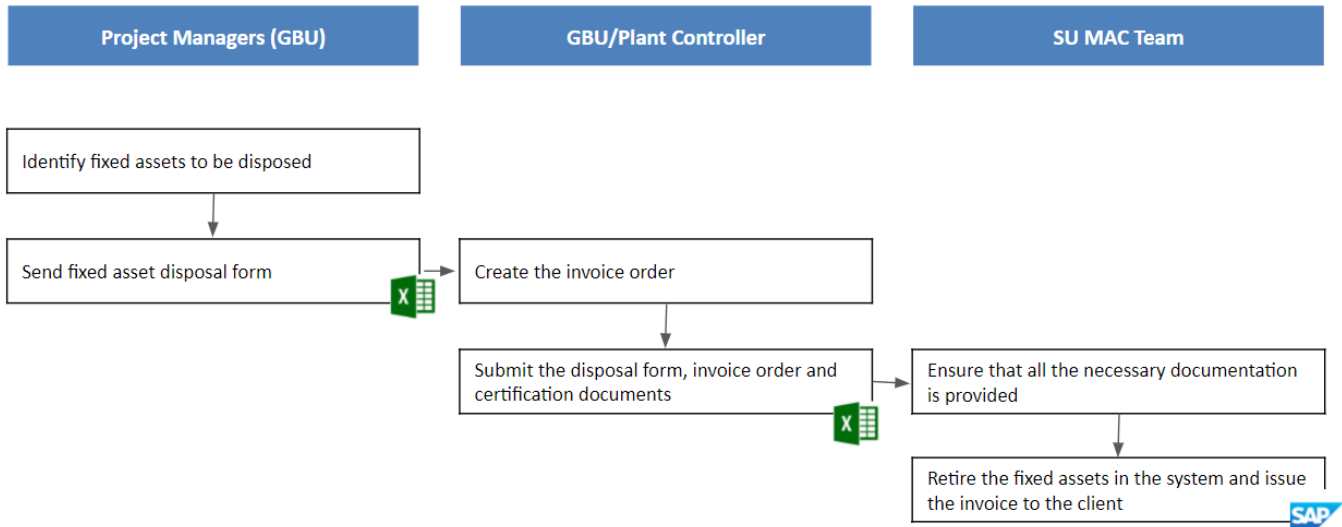 Project Managers (GBU)
GBU/Plant Controller
SU MAC Team
Identify fixed assets to be disposed
Send fixed asset disposal form
X
Create the invoice order
Submit the disposal form, invoice order and
certification documents
X
Ensure that all the necessary documentation
is provided
Retire the fixed assets in the system and issue
the invoice to the client
SAP